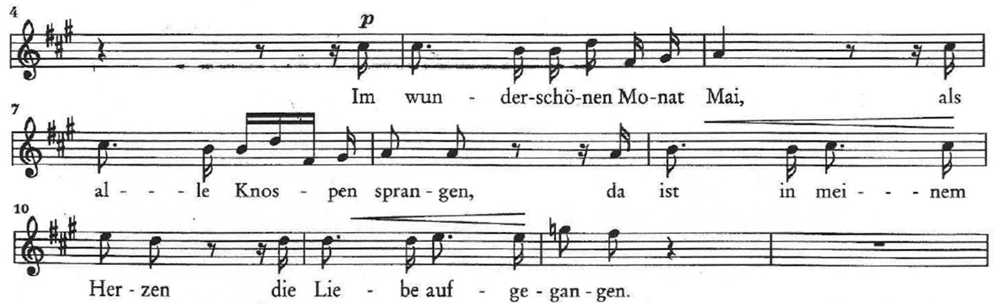 4
p
Im wun - der-schö-nen Mo-nat Mai, als
7
al - - - le Knos - pen spran - gen, da ist in mei - - - nem
10
Her - zen die Lie - be auf - ge - gan - gen.